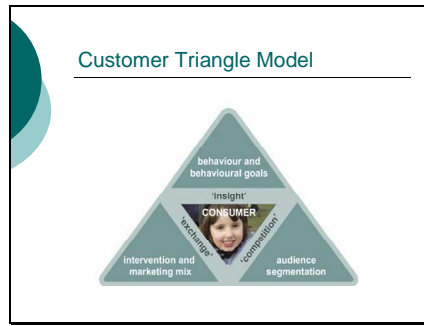 Customer Triangle Model
behaviour and
behavioural goals
'insight'
CONSUMER
'exchange'
'competition'
intervention and
marketing mix
audience
segmentation